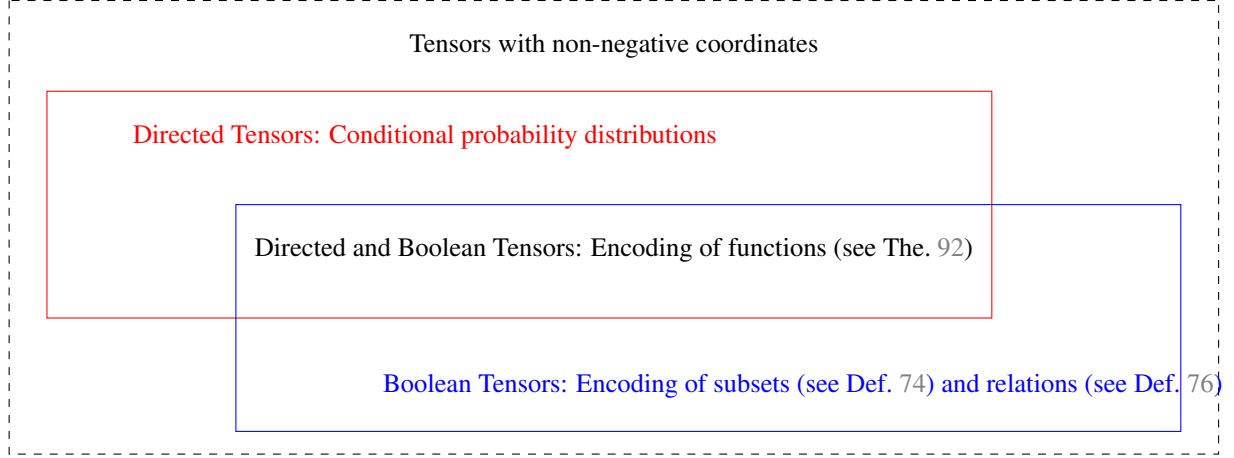 Tensors with non-negative coordinates
Directed Tensors: Conditional probability distributions
Directed and Boolean Tensors: Encoding of functions (see The. 92)
Boolean Tensors: Encoding of subsets (see Def. 74) and relations (see Def. 76)